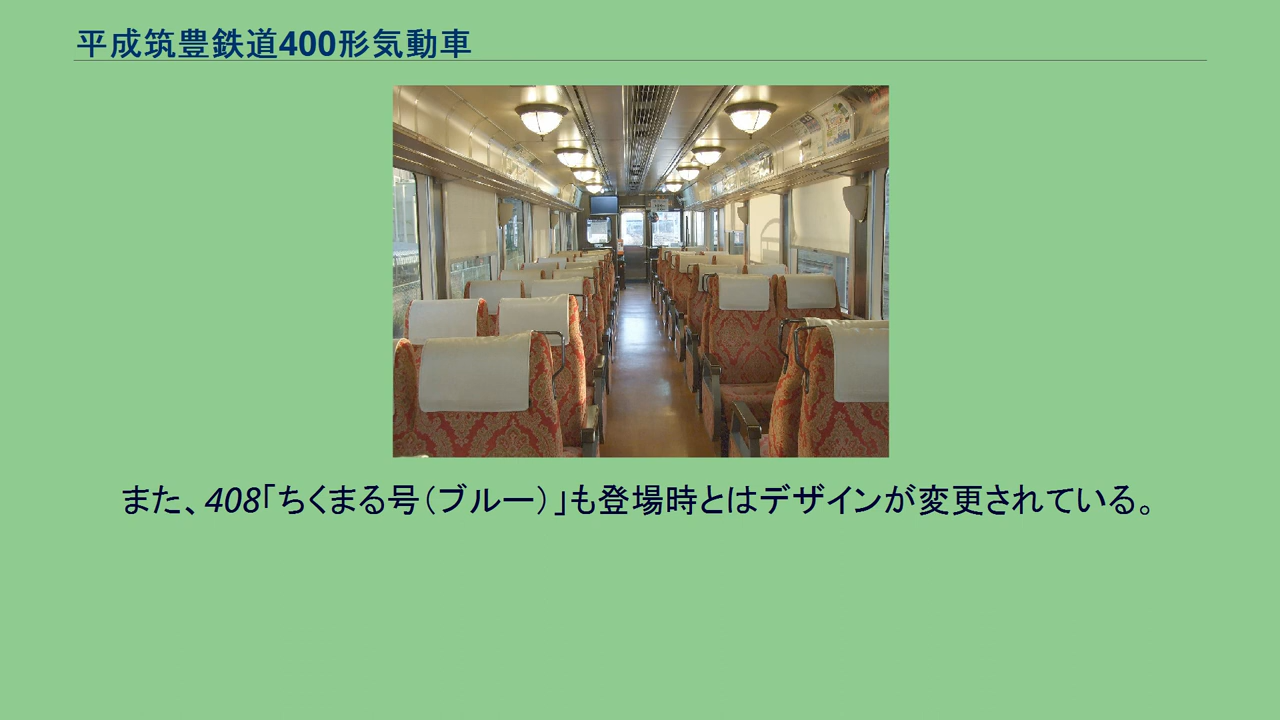 平成筑豊鉄道400形気動車
また、408｢ちくまる号（ブルー）｣も登場時とはデザインが変更されている。